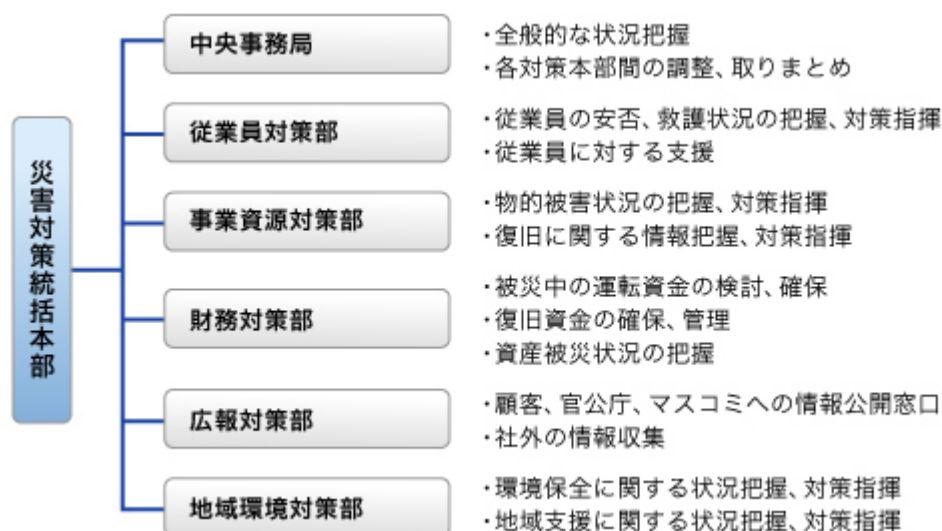 災害対策統括本部
中央事務局
・全般的な状況把握
・各対策本部間の調整、取りまとめ
従業員対策部
・従業員の安否、救護状況の把握、対策指揮
・従業員に対する支援
事業資源対策部
・物的被害状況の把握、対策指揮
・復旧に関する情報把握、対策指揮
財務対策部
・被災中の運転資金の検討、確保
・復旧資金の確保、管理
・資産被災状況の把握
広報対策部
・顧客、官公庁、マスコミへの情報公開窓口
・社外の情報収集
地域環境対策部
・環境保全に関する状況把握、対策指揮
・地域支援に関する状況把握、対策指揮